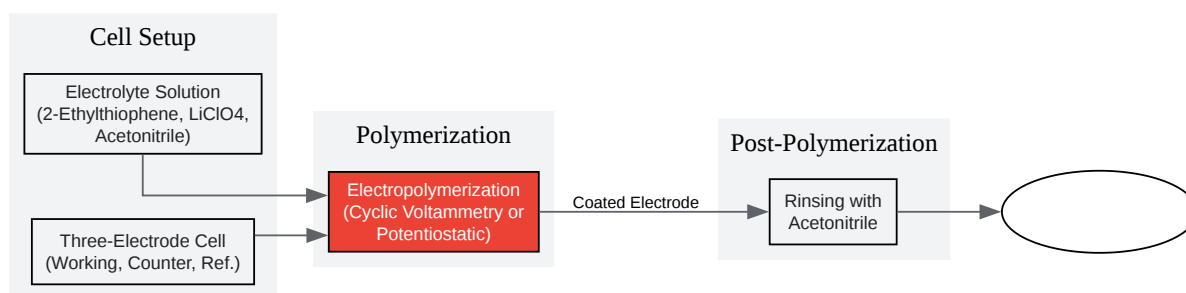 Cell Setup
Electrolyte Solution
(2-Ethylthiophene, LiClO4,
Acetonitrile)
Three-Electrode Cell
(Working, Counter, Ref.)
Polymerization
Electropolymerization
(Cyclic Voltammetry or
Potentiostatic)
Coated Electrode
Post-Polymerization
Rinsing with
Acetonitrile